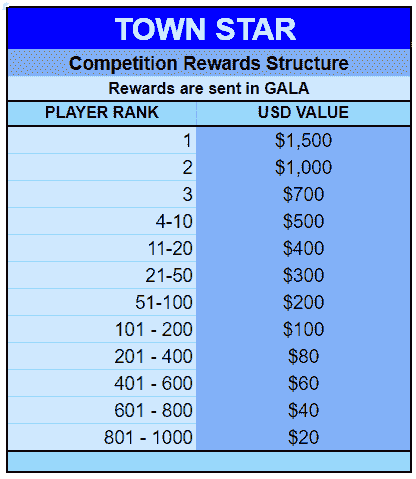 TOWN STAR
Competition Rewards Structure
Rewards are sent in GALA
PLAYER RANK USD VALUE
1 $1,500
2 $1,000
3 $700
4-10 $500
11-20 $400
21-50 $300
51-100 $200
101 - 200 $100
201 - 400 $80
401 - 600 $60
601 - 800 $40
801 - 1000 $20